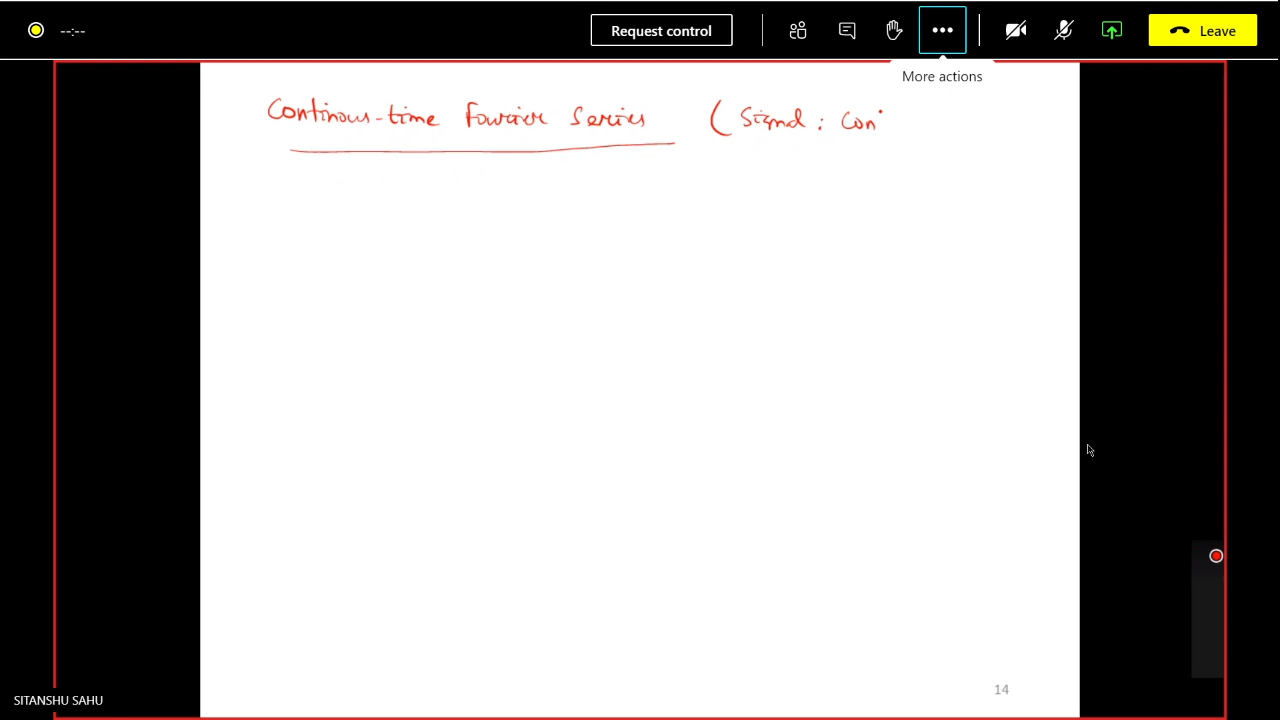 --:--
Request control
Leave
More actions
Continous-time Fourier Series (Signal : Con
14
SITANSHU SAHU